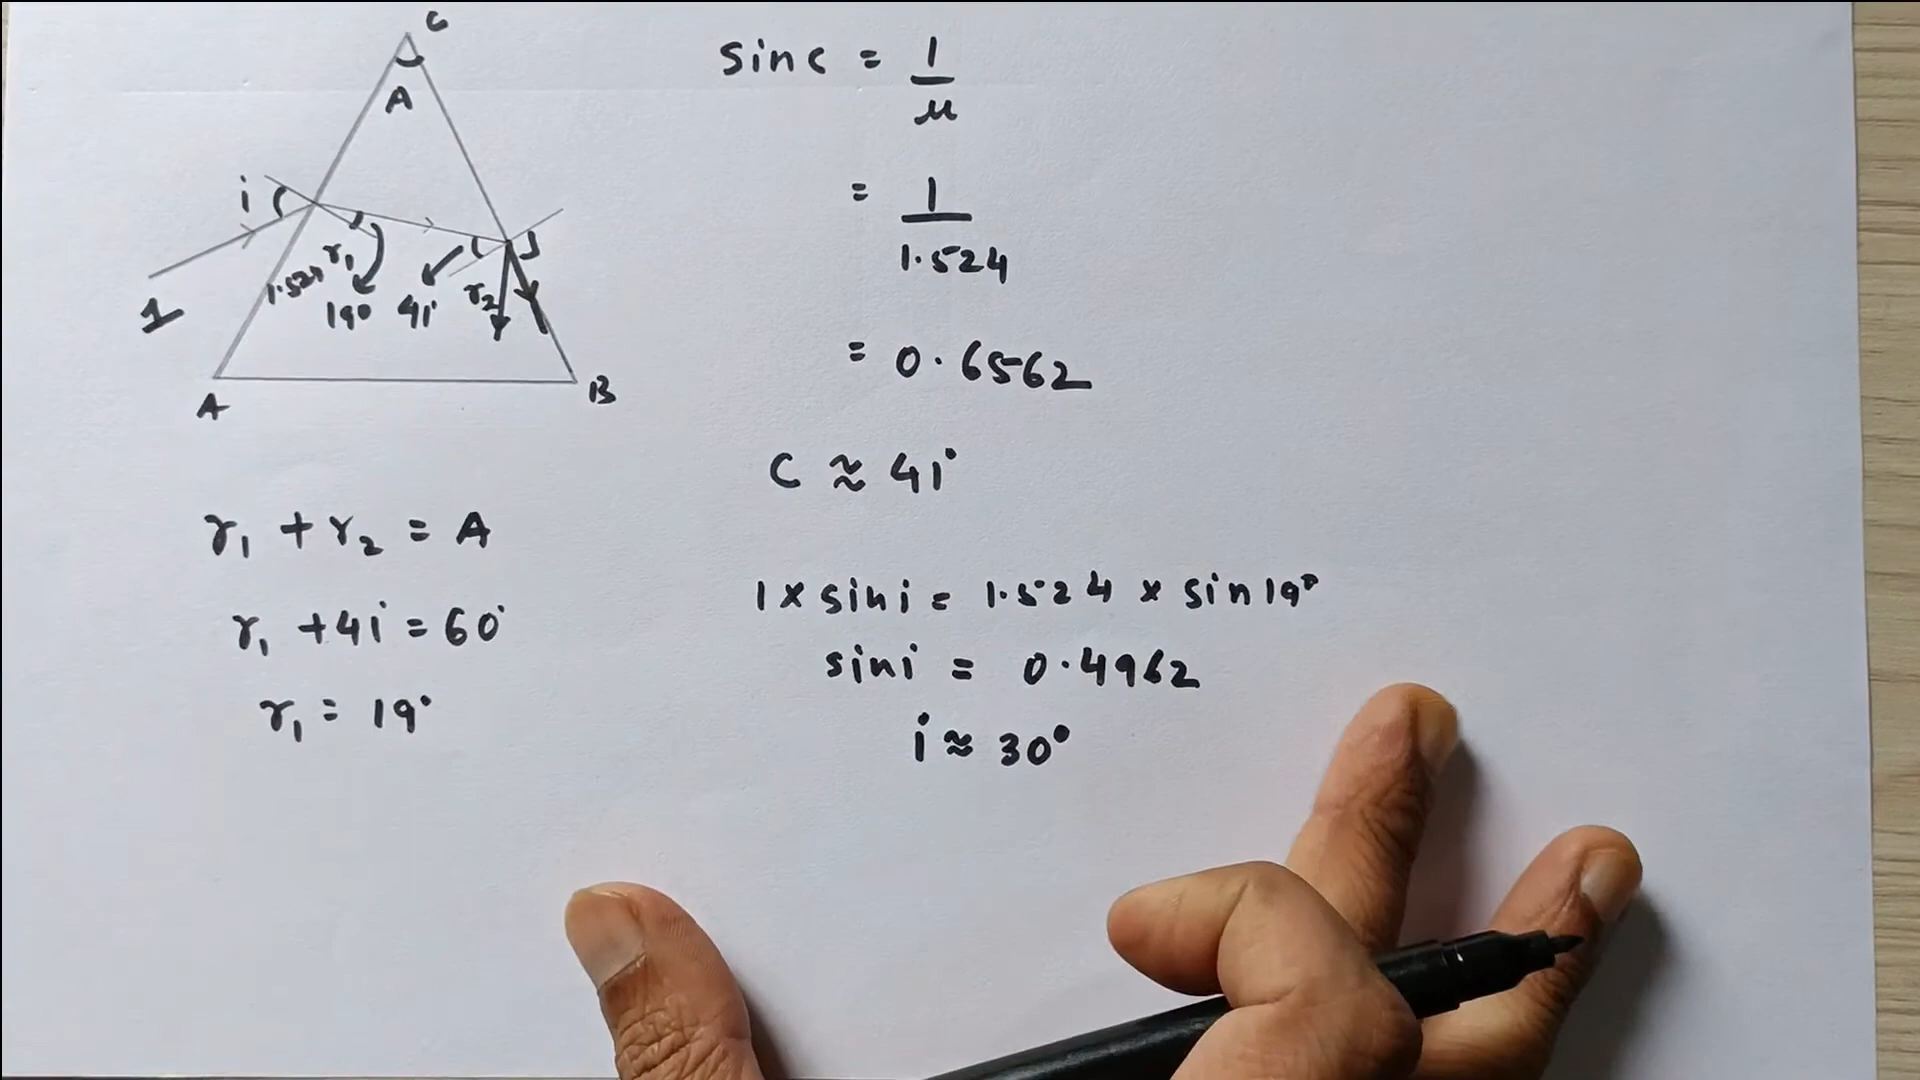 C
A
i
r₁
1.524
19°
41°
r₂
1
A
B
r₁ + r₂ = A
r₁ + 41° = 60°
r₁ = 19°
sin c = 1/μ
= 1/1.524
= 0.6562
C ≈ 41°
1 × sin i = 1.524 × sin 19°
sin i = 0.4962
i ≈ 30°